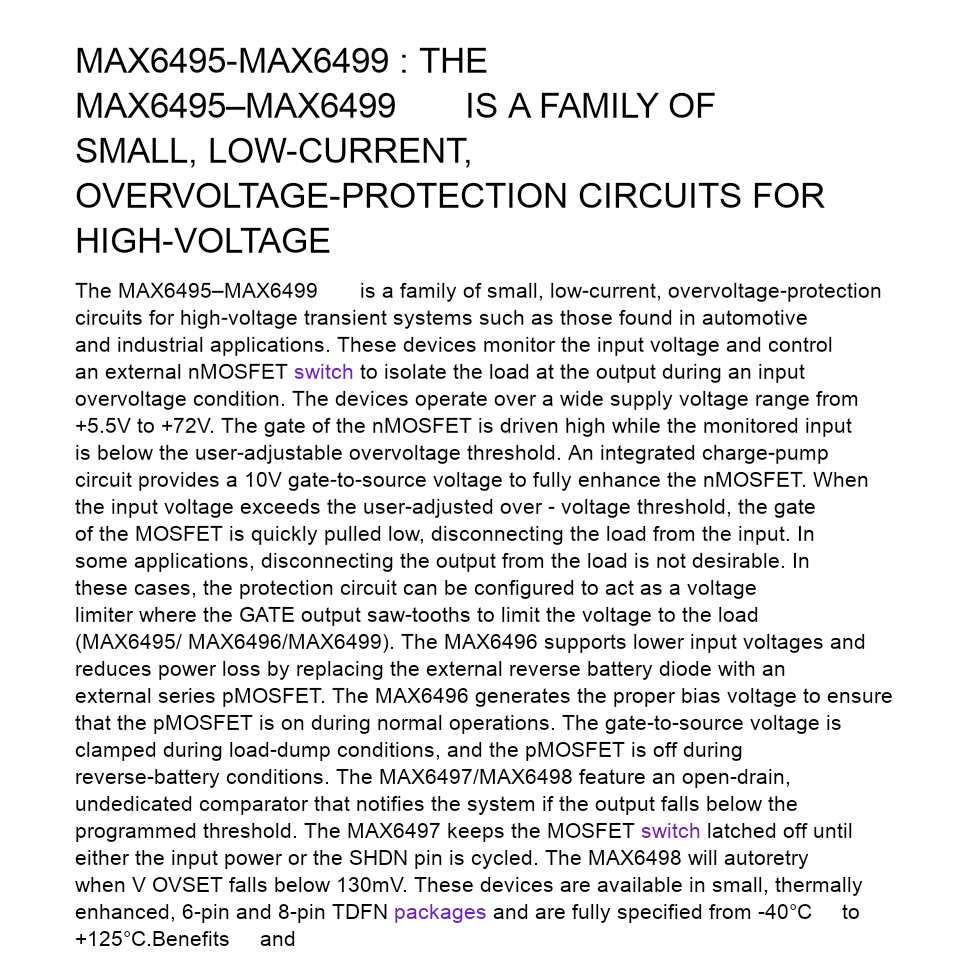 MAX6495-MAX6499 : THE
MAX6495–MAX6499 IS A FAMILY OF
SMALL, LOW-CURRENT,
OVERVOLTAGE-PROTECTION CIRCUITS FOR
HIGH-VOLTAGE
The MAX6495–MAX6499 is a family of small, low-current, overvoltage-protection
circuits for high-voltage transient systems such as those found in automotive
and industrial applications. These devices monitor the input voltage and control
an external nMOSFET switch to isolate the load at the output during an input
overvoltage condition. The devices operate over a wide supply voltage range from
+5.5V to +72V. The gate of the nMOSFET is driven high while the monitored input
is below the user-adjustable overvoltage threshold. An integrated charge-pump
circuit provides a 10V gate-to-source voltage to fully enhance the nMOSFET. When
the input voltage exceeds the user-adjusted over - voltage threshold, the gate
of the MOSFET is quickly pulled low, disconnecting the load from the input. In
some applications, disconnecting the output from the load is not desirable. In
these cases, the protection circuit can be configured to act as a voltage
limiter where the GATE output saw-tooths to limit the voltage to the load
(MAX6495/ MAX6496/MAX6499). The MAX6496 supports lower input voltages and
reduces power loss by replacing the external reverse battery diode with an
external series pMOSFET. The MAX6496 generates the proper bias voltage to ensure
that the pMOSFET is on during normal operations. The gate-to-source voltage is
clamped during load-dump conditions, and the pMOSFET is off during
reverse-battery conditions. The MAX6497/MAX6498 feature an open-drain,
undedicated comparator that notifies the system if the output falls below the
programmed threshold. The MAX6497 keeps the MOSFET switch latched off until
either the input power or the SHDN pin is cycled. The MAX6498 will autoretry
when V OVSET falls below 130mV. These devices are available in small, thermally
enhanced, 6-pin and 8-pin TDFN packages and are fully specified from -40°C to
+125°C.Benefits and